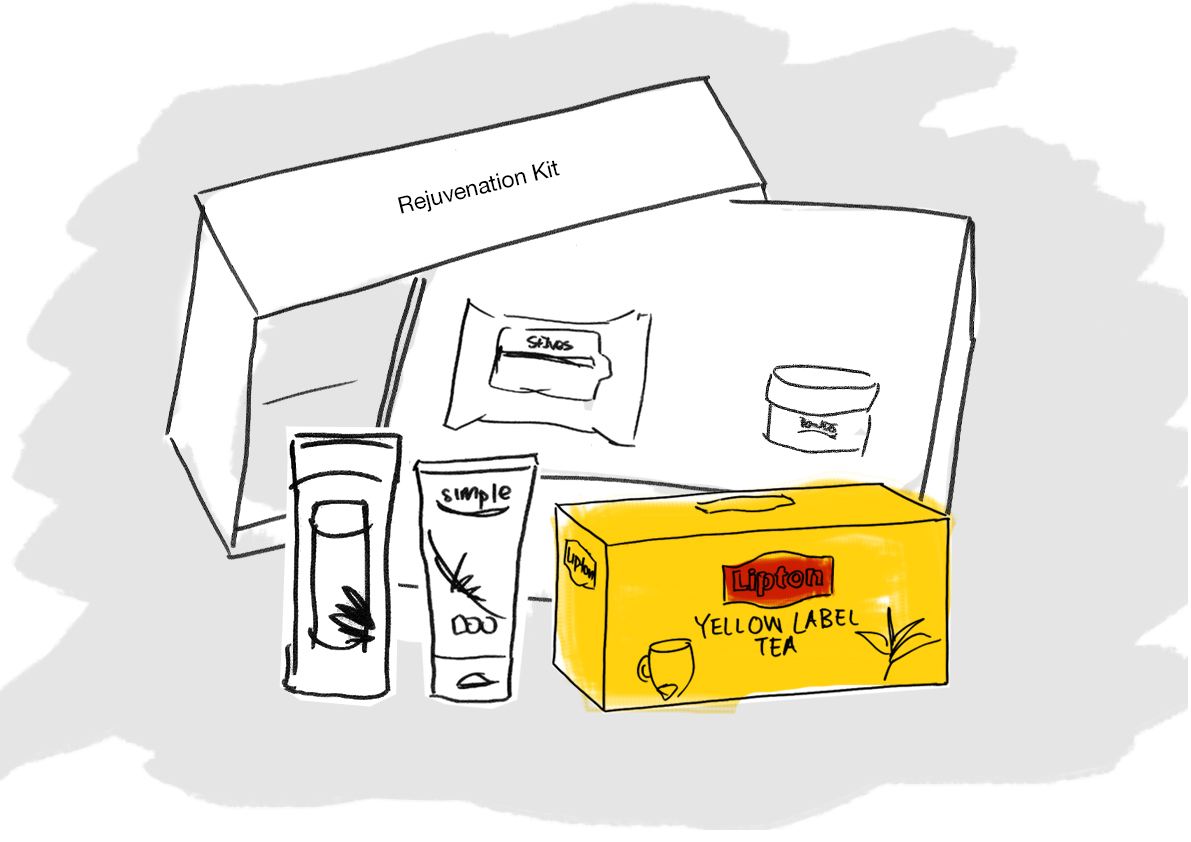 Rejuvenation Kit
St.Ives
simple
Lipton
Lipton
YELLOW LABEL
TEA